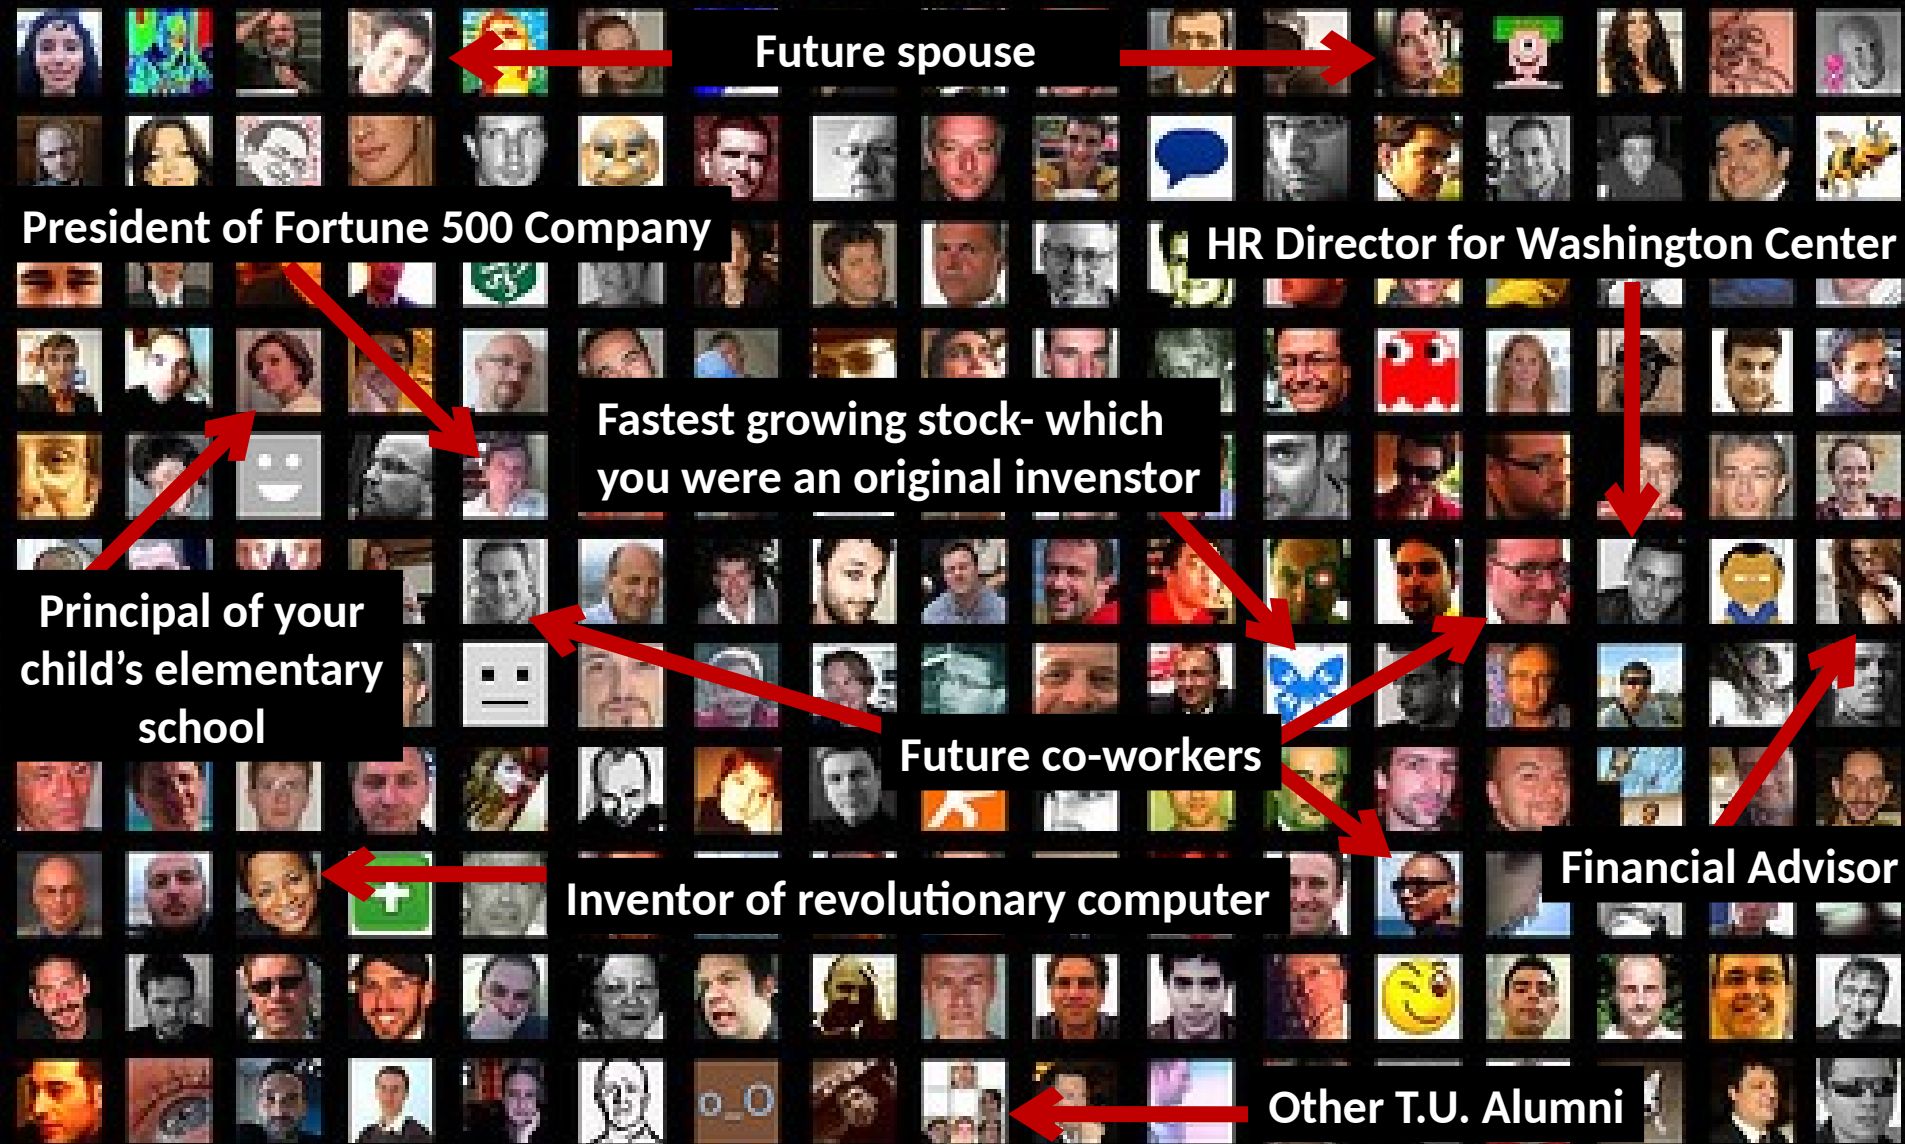 Future spouse
President of Fortune 500 Company
HR Director for Washington Center
Fastest growing stock- which
you were an original invenstor
Principal of your
child’s elementary
school
Future co-workers
Financial Advisor
Inventor of revolutionary computer
o_O
Other T.U. Alumni